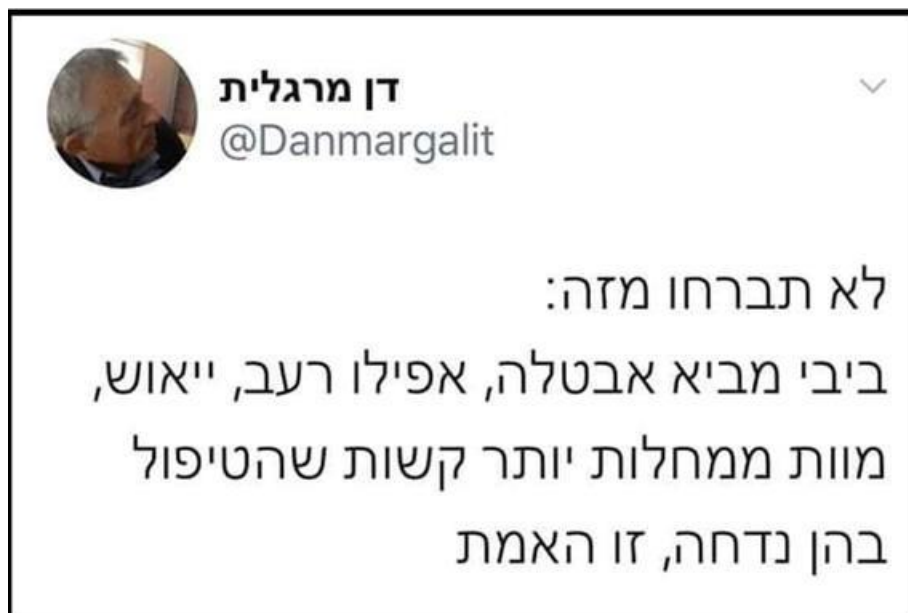 דן מרגלית
@Danmargalit
לא תברחו מזה:
ביבי מביא אבטלה, אפילו רעב, ייאוש,
מוות ממחלות יותר קשות שהטיפול
בהן נדחה, זו האמת